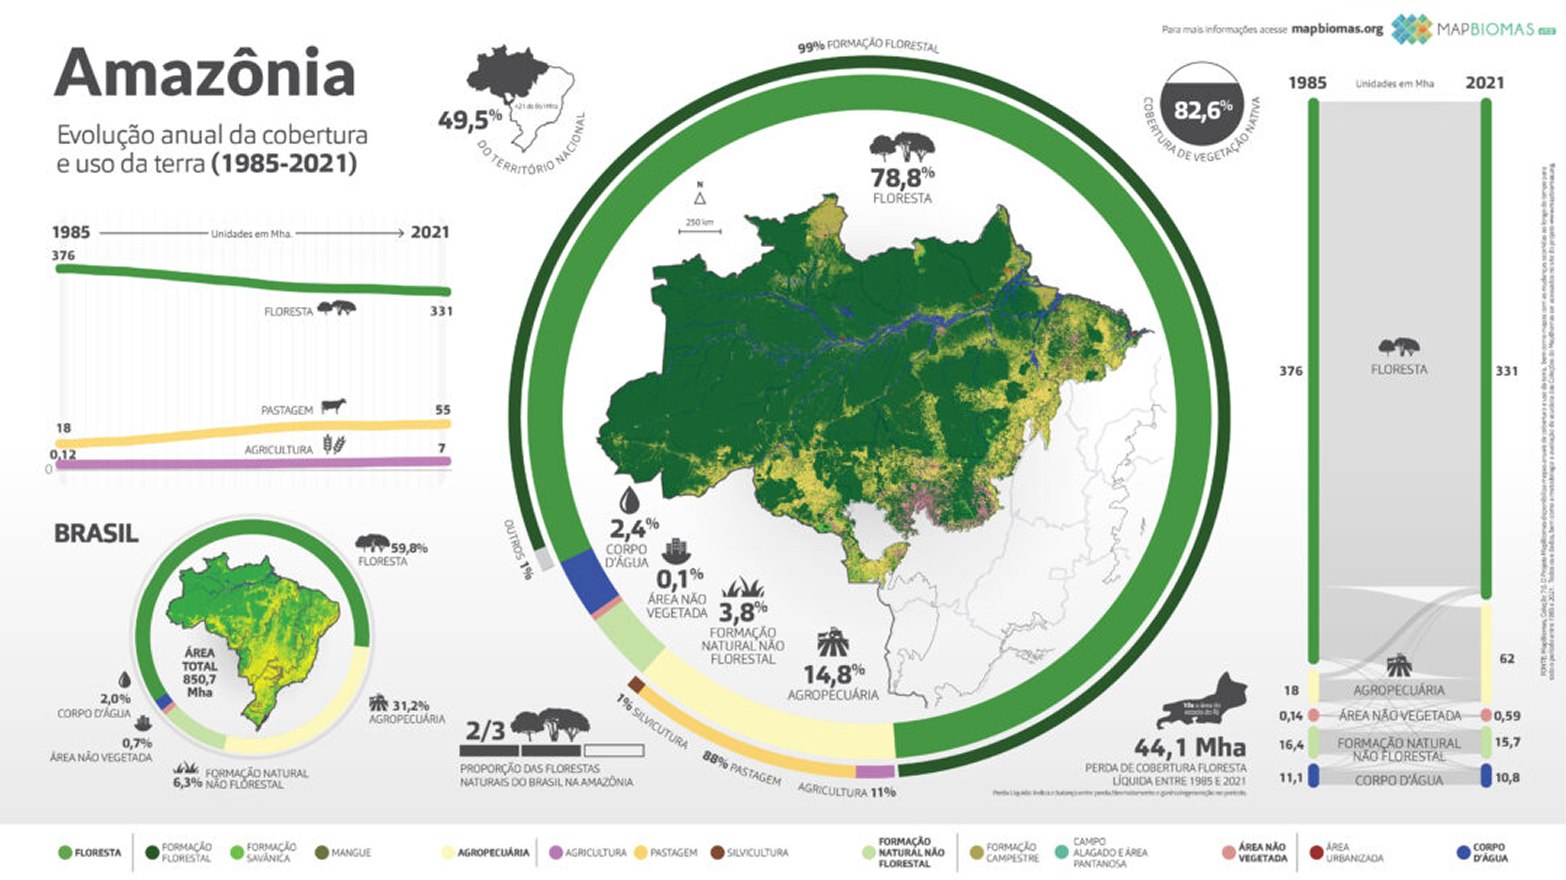 Amazônia
Evolução anual da cobertura
e uso da terra (1985-2021)
49,5%
DO TERRITÓRIO NACIONAL
Para mais informações acesse mapbiomas.org
MAPBIOMAS
1985
Unidades em Mha.
2021
376
FLORESTA
331
PASTAGEM
55
18
AGRICULTURA
7
0,12
0
BRASIL
59,8%
FLORESTA
ÁREA
TOTAL
850,7
Mha
2,0%
CORPO D'ÁGUA
0,7%
ÁREA NÃO VEGETADA
6,3%
FORMAÇÃO NATURAL
NÃO FLORESTAL
31,2%
AGROPECUÁRIA
99% FORMAÇÃO FLORESTAL
78,8%
FLORESTA
N
250 km
OUTROS 1%
2,4%
CORPO
D'ÁGUA
0,1%
ÁREA NÃO
VEGETADA
3,8%
FORMAÇÃO
NATURAL NÃO
FLORESTAL
14,8%
AGROPECUÁRIA
1% SILVICUTURA
88% PASTAGEM
AGRICULTURA 11%
2/3
PROPORÇÃO DAS FLORESTAS
NATURAIS DO BRASIL NA AMAZÔNIA
82,6%
COBERTURA DE VEGETAÇÃO NATIVA
10x a área do
estado do RJ
44,1 Mha
PERDA DE COBERTURA FLORESTA
LÍQUIDA ENTRE 1985 E 2021
1985
Unidades em Mha
2021
376
FLORESTA
331
62
18
AGROPECUÁRIA
0,14
ÁREA NÃO VEGETADA
0,59
16,4
FORMAÇÃO NATURAL
NÃO FLORESTAL
15,7
11,1
CORPO D'ÁGUA
10,8
FLORESTA
FORMAÇÃO
FLORESTAL
FORMAÇÃO
SAVÂNICA
MANGUE
AGROPECUÁRIA
AGRICULTURA
PASTAGEM
SILVICULTURA
FORMAÇÃO
NATURAL NÃO
FLORESTAL
FORMAÇÃO
CAMPESTRE
CAMPO
ALAGADO E ÁREA
PANTANOSA
ÁREA NÃO
VEGETADA
ÁREA
URBANIZADA
CORPO
D'ÁGUA